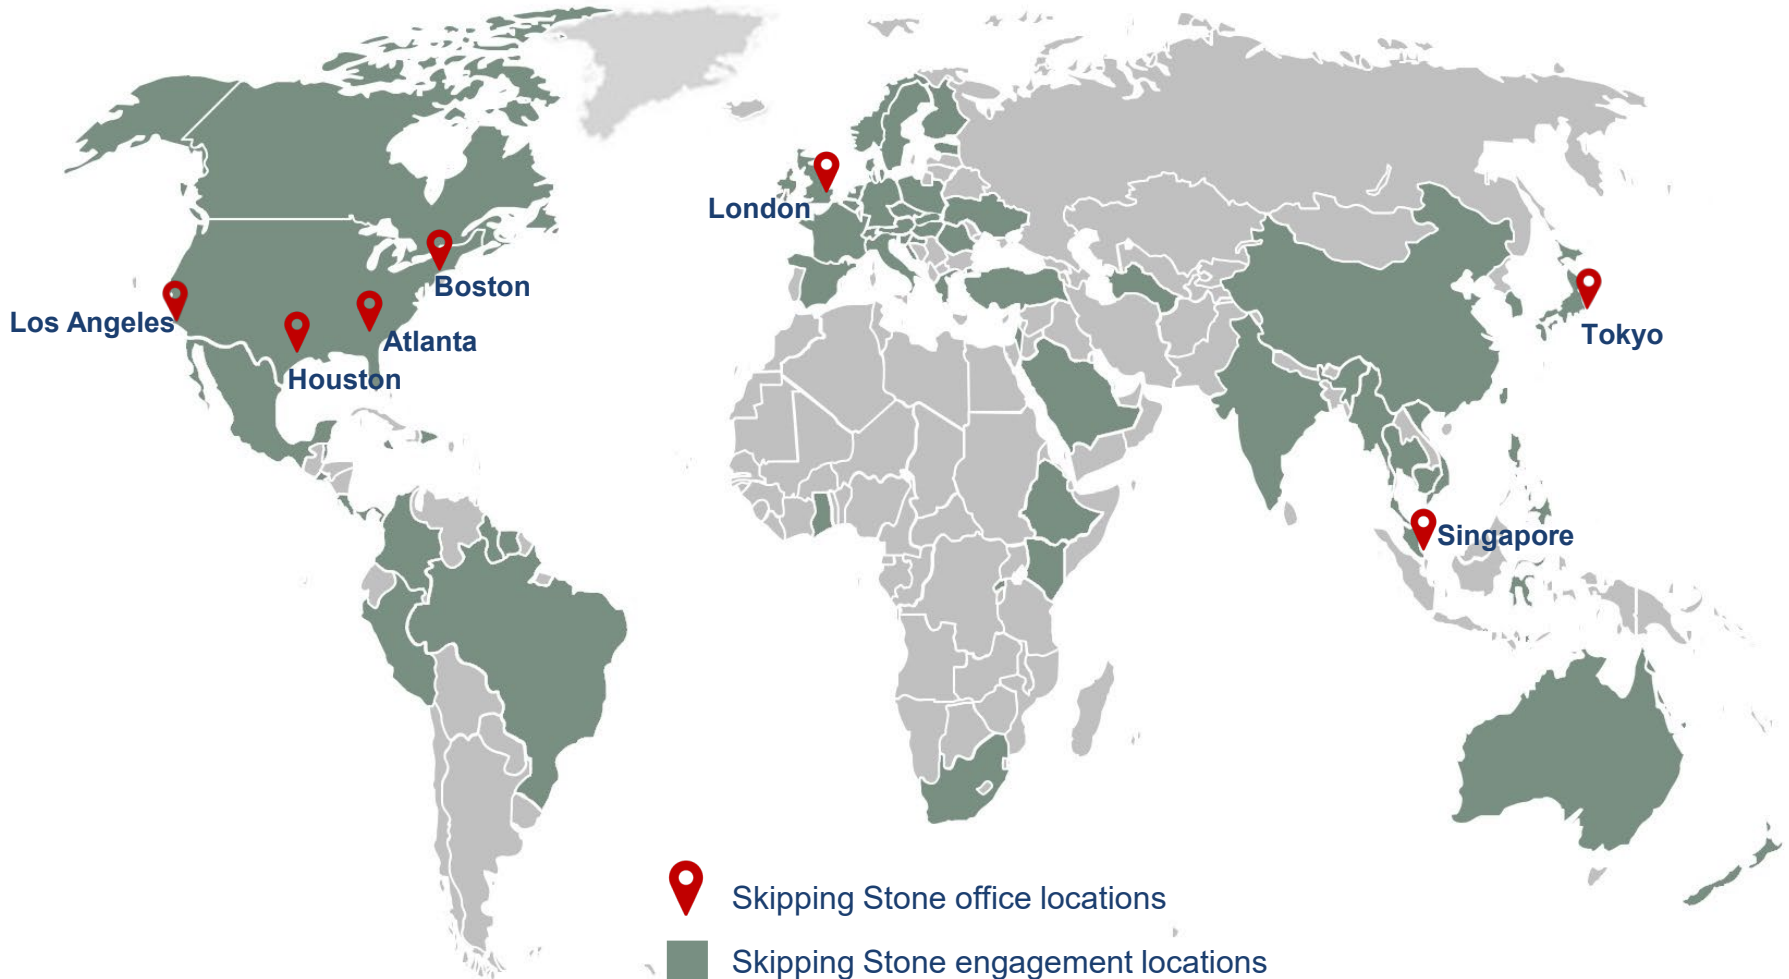 London
Boston
Los Angeles
Atlanta
Tokyo
Houston
Singapore
Skipping Stone office locations
Skipping Stone engagement locations